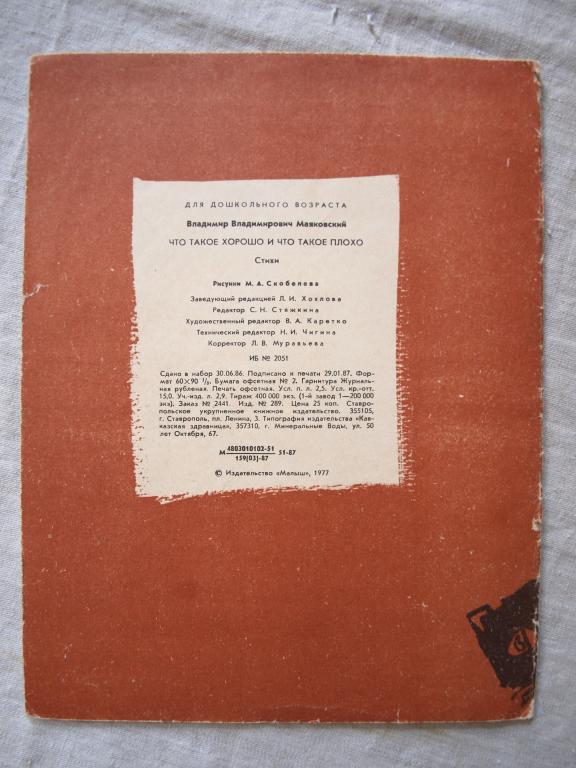 ДЛЯ ДОШКОЛЬНОГО ВОЗРАСТА
Владимир Владимирович Маяковский
ЧТО ТАКОЕ ХОРОШО И ЧТО ТАКОЕ ПЛОХО
Стихи
Рисунки М. А. Скобелева
Заведующий редакцией Л. И. Хохлова
Редактор С. Н. Стяжкина
Художественный редактор В. А. Каретко
Технический редактор Н. И. Чигина
Корректор Л. В. Муравьева
ИБ № 2051
Сдано в набор 30.06.86. Подписано к печати 29.01.87. Фор-
мат 60×90 1/8. Бумага офсетная № 2. Гарнитура Журналь-
ная рубленая. Печать офсетная. Усл. п. л. 2,5. Усл. кр.-отт.
15,0. Уч.-изд. л. 2,9. Тираж 400 000 экз. (1-й завод 1—200 000
экз). Заказ № 2441. Изд. № 289. Цена 25 коп. Ставро-
польское укрупненное книжное издательство. 355105,
г. Ставрополь, пл. Ленина, 3. Типография издательства «Кав-
казская здравница», 357310, г. Минеральные Воды, ул. 50
лет Октября, 67.
М 4803010102-51/159(03)-87 51-87
© Издательство «Малыш», 1977